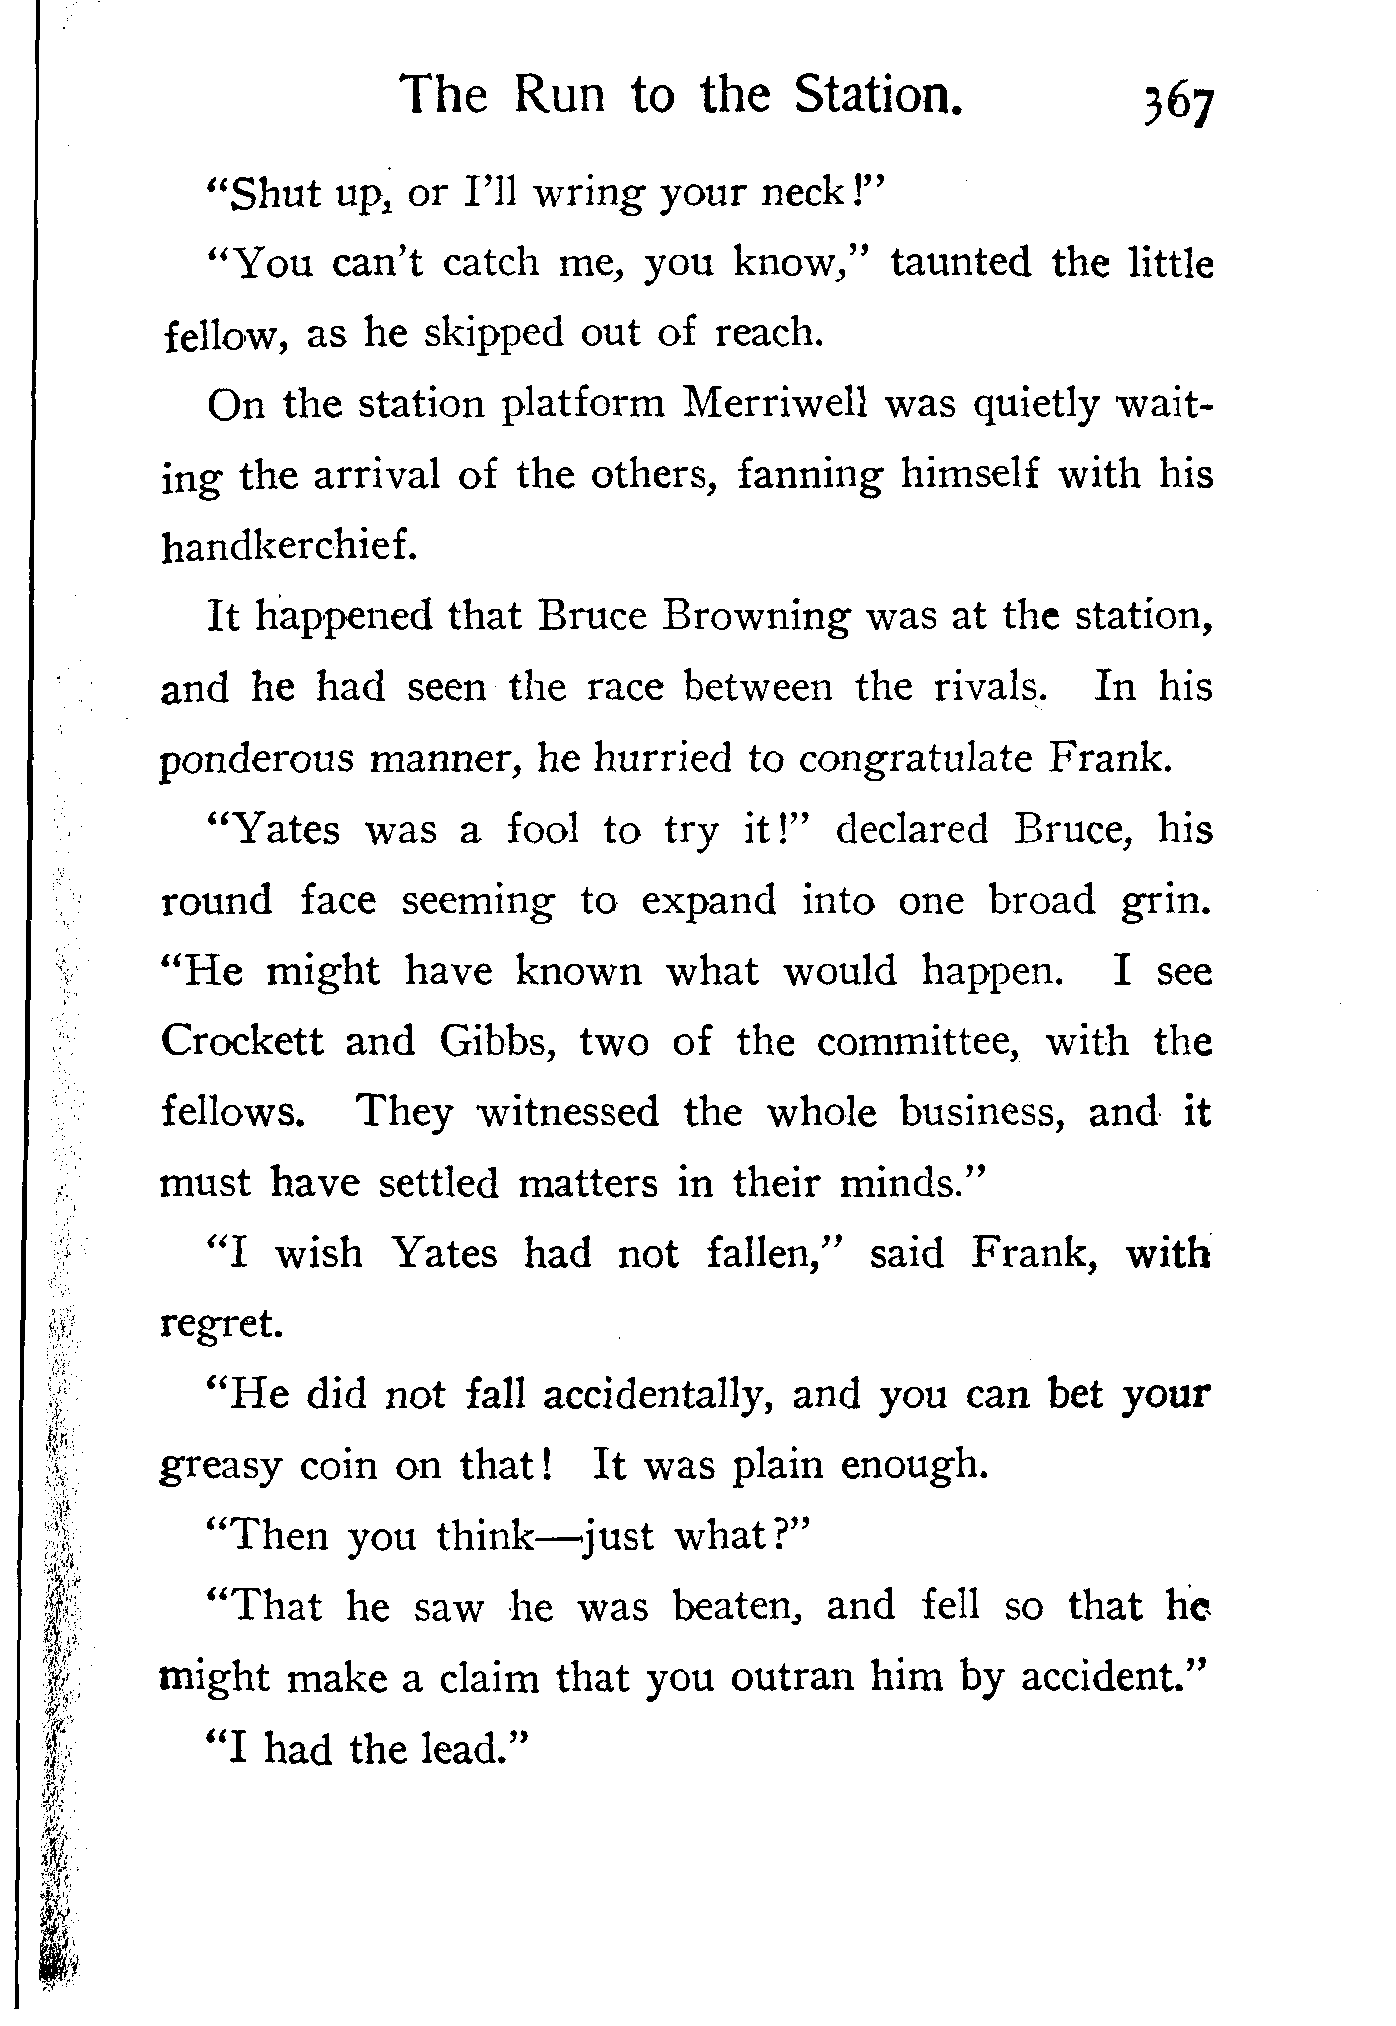 The Run to the Station. 367
“Shut up, or I’ll wring your neck!”
“You can’t catch me, you know,” taunted the little
fellow, as he skipped out of reach.
On the station platform Merriwell was quietly wait-
ing the arrival of the others, fanning himself with his
handkerchief.
It happened that Bruce Browning was at the station,
and he had seen the race between the rivals. In his
ponderous manner, he hurried to congratulate Frank.
“Yates was a fool to try it!” declared Bruce, his
round face seeming to expand into one broad grin.
“He might have known what would happen. I see
Crockett and Gibbs, two of the committee, with the
fellows. They witnessed the whole business, and it
must have settled matters in their minds.”
“I wish Yates had not fallen,” said Frank, with
regret.
“He did not fall accidentally, and you can bet your
greasy coin on that! It was plain enough.
“Then you think—just what?”
“That he saw he was beaten, and fell so that he
might make a claim that you outran him by accident.”
“I had the lead.”